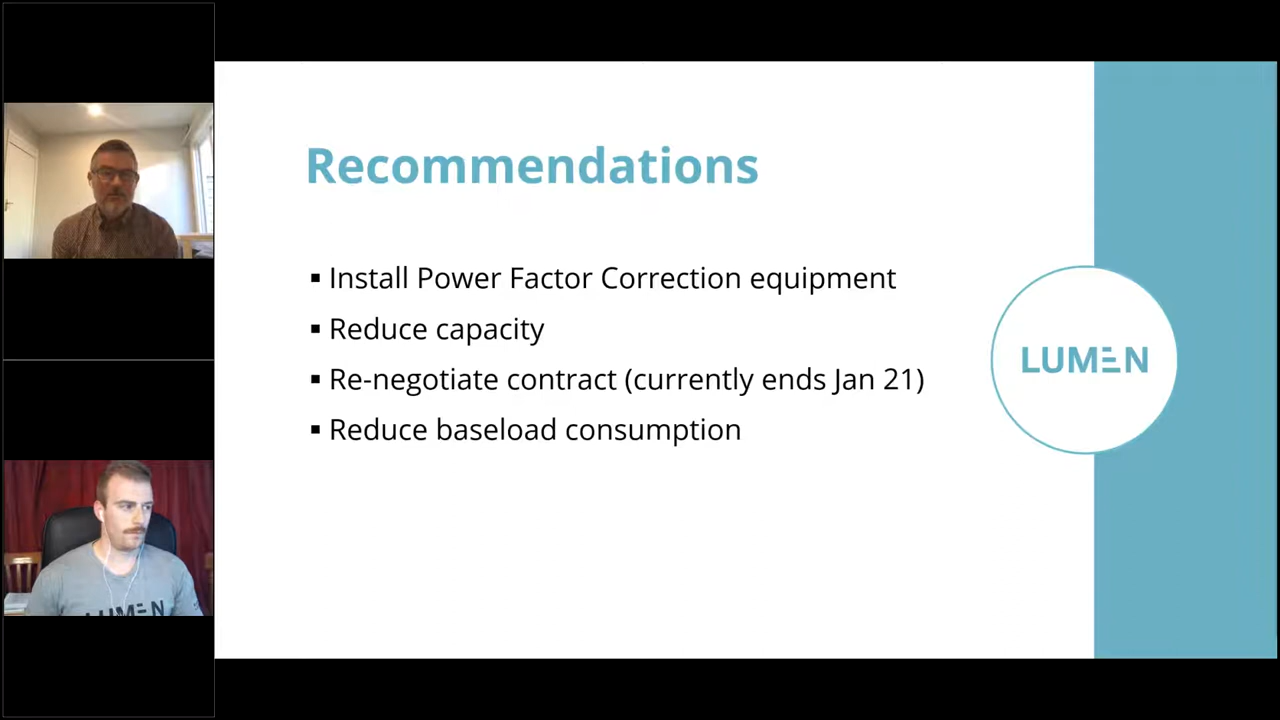 Recommendations
▪ Install Power Factor Correction equipment
▪ Reduce capacity
▪ Re-negotiate contract (currently ends Jan 21)
▪ Reduce baseload consumption
LUMEN
LUMEN